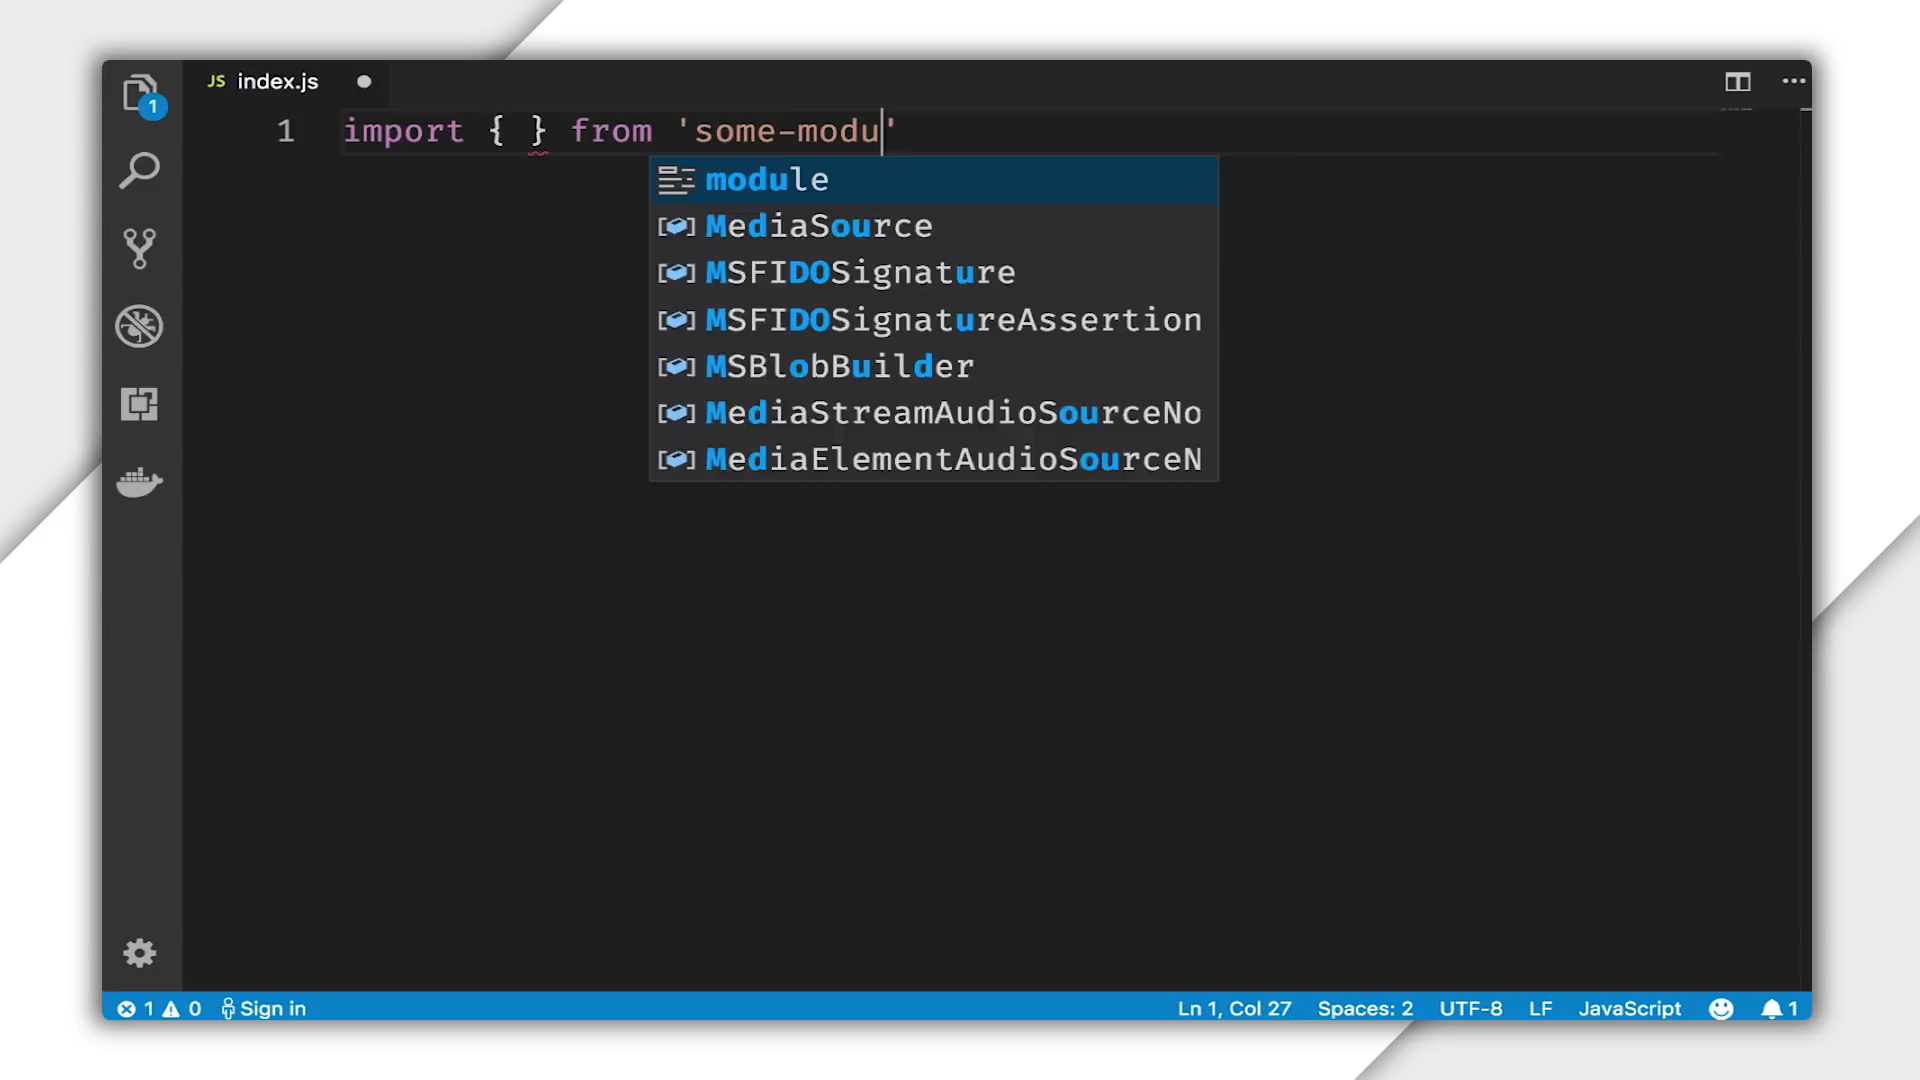 JS index.js
1
1 import { } from 'some-modu'
module
MediaSource
MSFIDOSignature
MSFIDOSignatureAssertion
MSBlobBuilder
MediaStreamAudioSourceNo
MediaElementAudioSourceN
1 0 Sign in Ln 1, Col 27 Spaces: 2 UTF-8 LF JavaScript 1